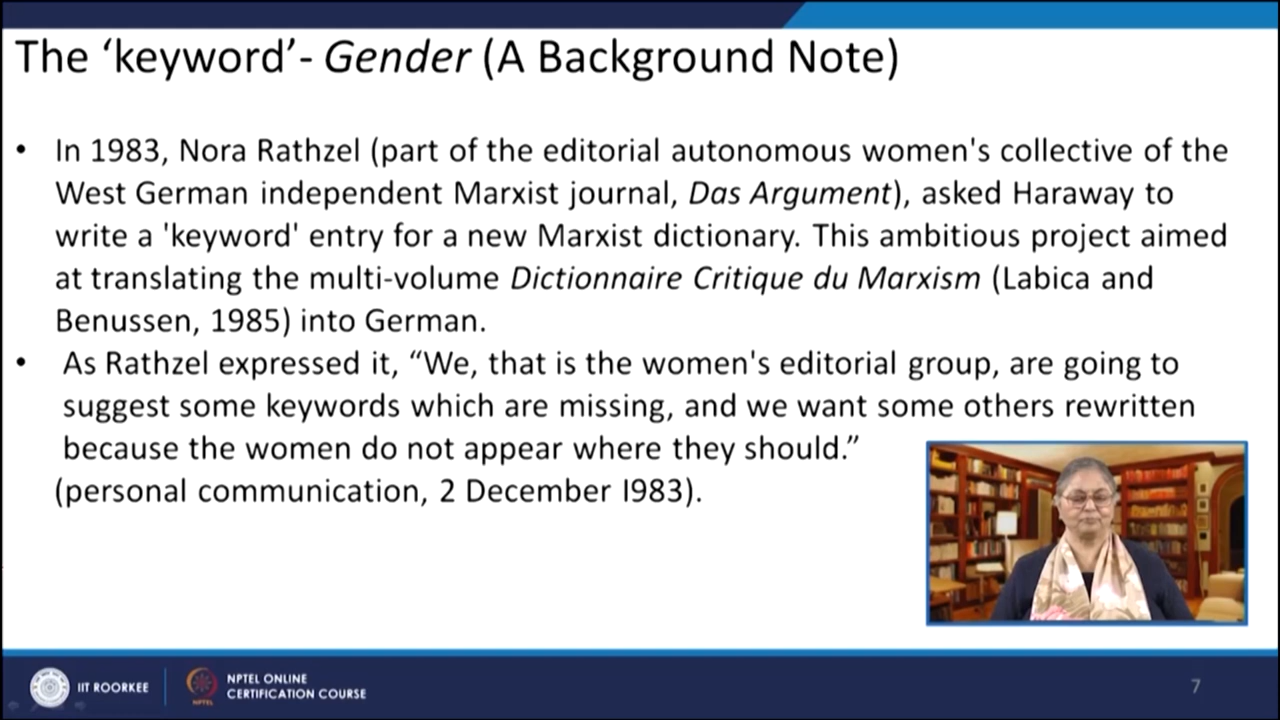 The ‘keyword’- Gender (A Background Note)
• In 1983, Nora Rathzel (part of the editorial autonomous women's collective of the
West German independent Marxist journal, Das Argument), asked Haraway to
write a 'keyword' entry for a new Marxist dictionary. This ambitious project aimed
at translating the multi-volume Dictionnaire Critique du Marxism (Labica and
Benussen, 1985) into German.
• As Rathzel expressed it, “We, that is the women's editorial group, are going to
suggest some keywords which are missing, and we want some others rewritten
because the women do not appear where they should.”
(personal communication, 2 December I983).
IIT ROORKEE
NPTEL
NPTEL ONLINE
CERTIFICATION COURSE
7